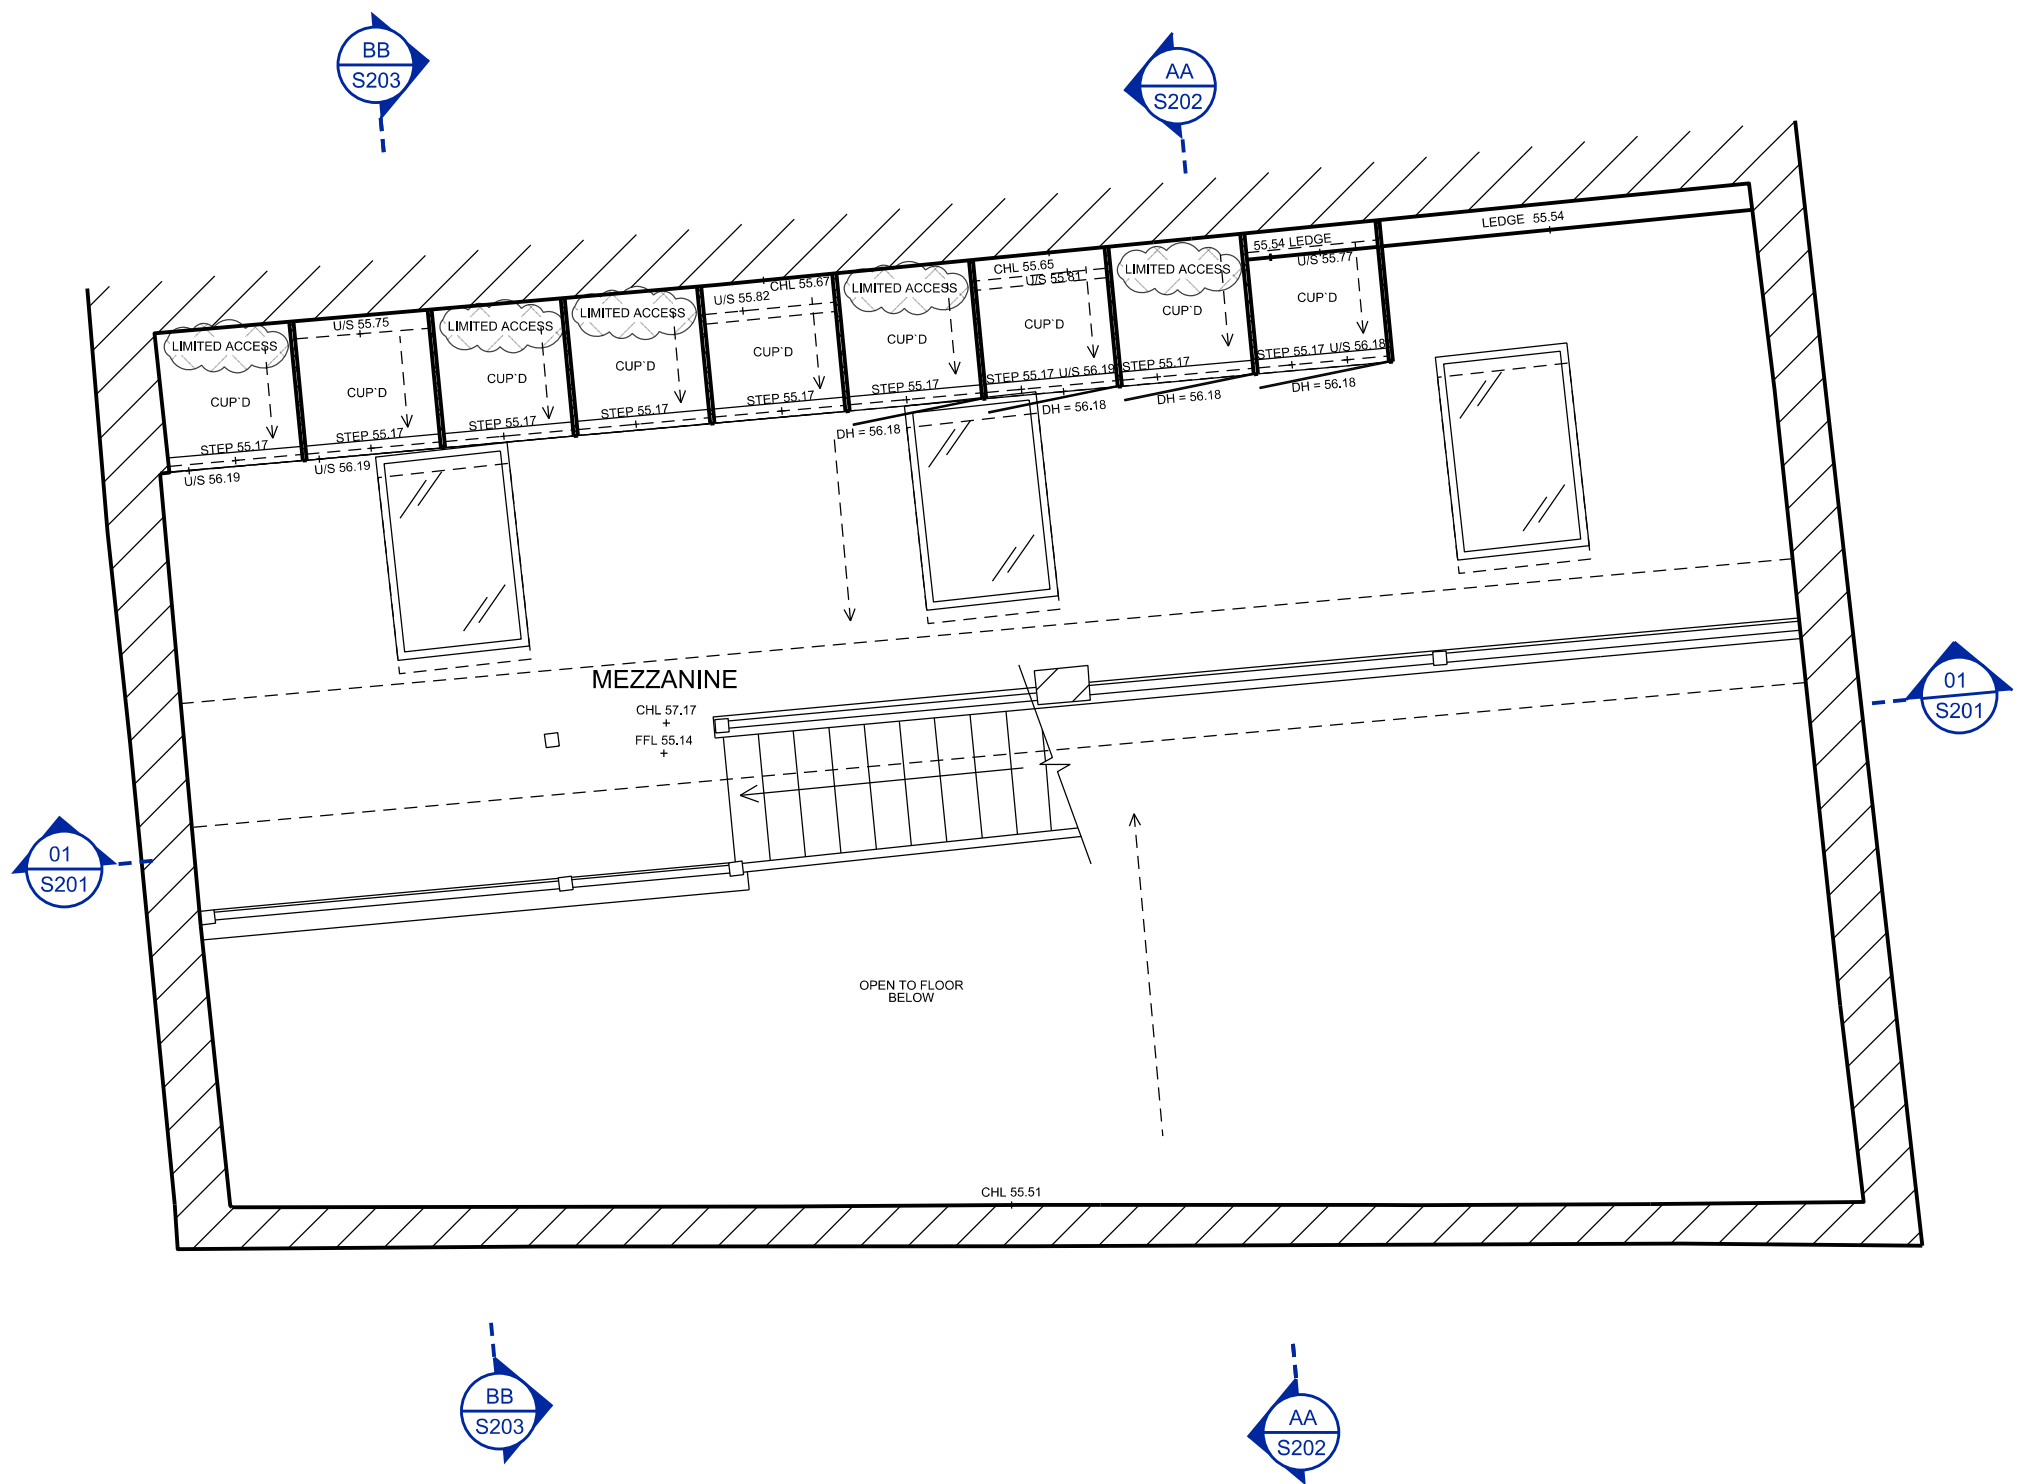 BB
S203
AA
S202
LEDGE 55.54
55.54 LEDGE
U/S 55.77
CUP`D
STEP 55.17
U/S 56.18
DH = 56.18
LIMITED ACCESS
CUP`D
STEP 55.17
DH = 56.18
CHL 55.65
U/S 55.81
CUP`D
STEP 55.17
U/S 56.19
DH = 56.18
LIMITED ACCESS
CUP`D
STEP 55.17
DH = 56.18
CHL 55.67
U/S 55.82
CUP`D
STEP 55.17
LIMITED ACCESS
CUP`D
STEP 55.17
LIMITED ACCESS
CUP`D
STEP 55.17
U/S 55.75
CUP`D
STEP 55.17
U/S 56.19
LIMITED ACCESS
CUP`D
STEP 55.17
U/S 56.19
MEZZANINE
CHL 57.17
FFL 55.14
01
S201
01
S201
OPEN TO FLOOR
BELOW
CHL 55.51
BB
S203
AA
S202